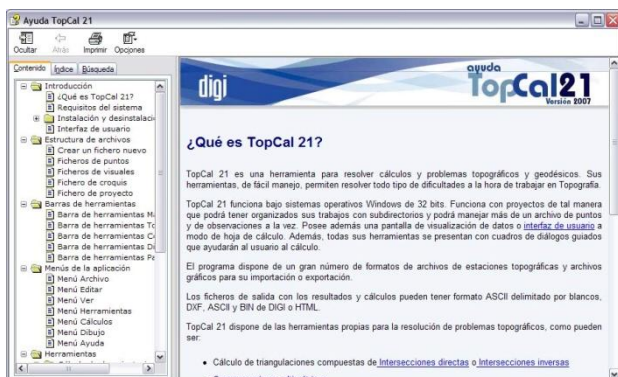 Ayuda TopCal 21
Ocultar Atrás Imprimir Opciones
Contenido Índice Búsqueda
Introducción
¿Qué es TopCal 21?
Requisitos del sistema
Instalación y desinstalació
Interfaz de usuario
Estructura de archivos
Crear un fichero nuevo
Ficheros de puntos
Ficheros de visuales
Fichero de croquis
Fichero de proyecto
Barras de herramientas
Barra de herramientas M
Barra de herramientas To
Barra de herramientas C
Barra de herramientas Di
Barra de herramientas Pa
Menús de la aplicación
Menú Archivo
Menú Editar
Menú Ver
Menú Herramientas
Menú Cálculos
Menú Dibujo
Menú Ayuda
Herramientas
digi
ayuda
TopCal21
Versión 2007
¿Qué es TopCal 21?
TopCal 21 es una herramienta para resolver cálculos y problemas topográficos y geodésicos. Sus
herramientas, de fácil manejo, permiten resolver todo tipo de dificultades a la hora de trabajar en Topografía.
TopCal 21 funciona bajo sistemas operativos Windows de 32 bits. Funciona con proyectos de tal manera
que podrá tener organizados sus trabajos con subdirectorios y podrá manejar más de un archivo de puntos
y de observaciones a la vez. Posee además una pantalla de visualización de datos o interfaz de usuario a
modo de hoja de cálculo. Además, todas sus herramientas se presentan con cuadros de diálogos guiados
que ayudarán al usuario al cálculo.
El programa dispone de un gran número de formatos de archivos de estaciones topográficas y archivos
gráficos para su importación o exportación.
Los ficheros de salida con los resultados y cálculos pueden tener formato ASCII delimitado por blancos,
DXF, ASCII y BIN de DIGI o HTML.
TopCal 21 dispone de las herramientas propias para la resolución de problemas topográficos, como pueden
ser:
• Cálculo de triangulaciones compuestas de Intersecciones directas o Intersecciones inversas